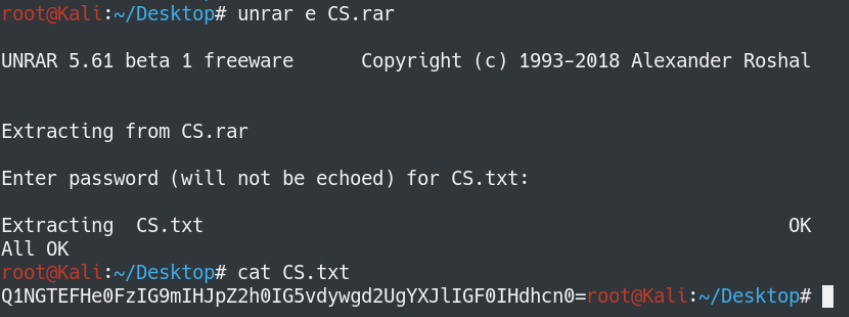 root@Kali:~/Desktop# unrar e CS.rar
UNRAR 5.61 beta 1 freeware      Copyright (c) 1993-2018 Alexander Roshal
Extracting from CS.rar
Enter password (will not be echoed) for CS.txt:
Extracting  CS.txt                                                    OK
All OK
root@Kali:~/Desktop# cat CS.txt
Q1NGTEFHe0FzIG9mIHJpZ2h0IG5vdywgd2UgYXJlIGF0IHdhcn0=root@Kali:~/Desktop#